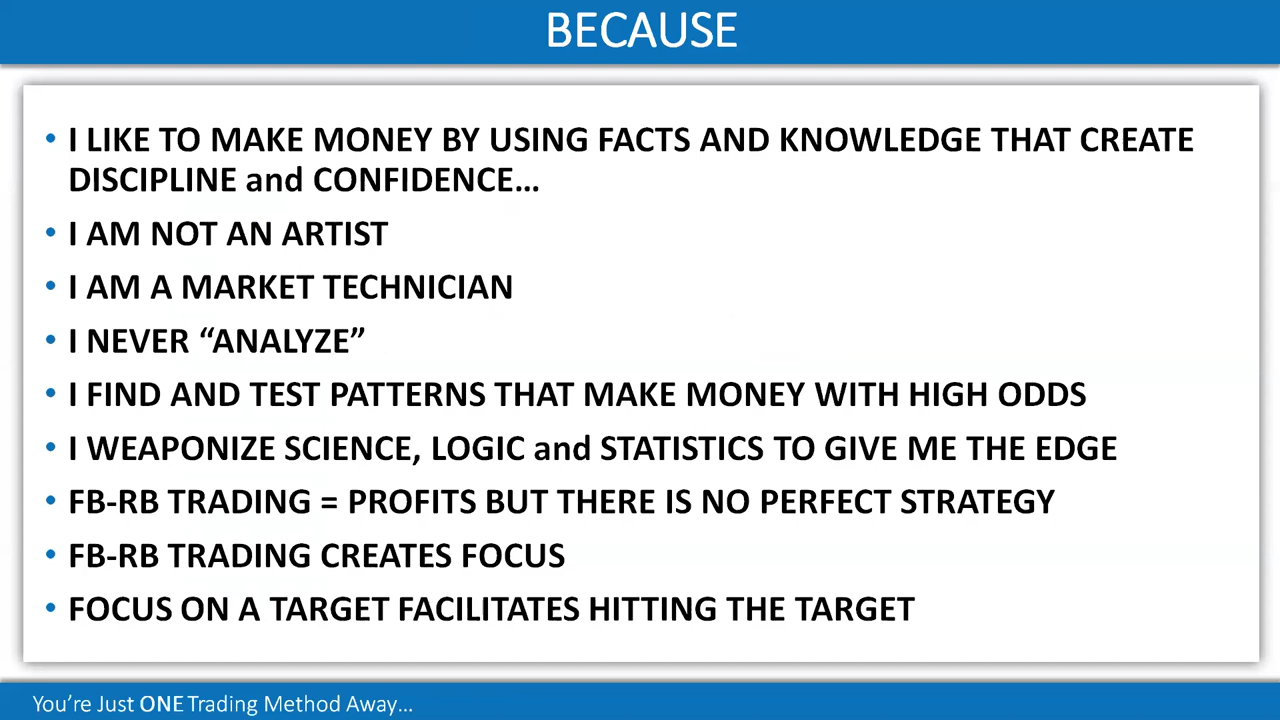 BECAUSE
• I LIKE TO MAKE MONEY BY USING FACTS AND KNOWLEDGE THAT CREATE
DISCIPLINE and CONFIDENCE…
• I AM NOT AN ARTIST
• I AM A MARKET TECHNICIAN
• I NEVER “ANALYZE”
• I FIND AND TEST PATTERNS THAT MAKE MONEY WITH HIGH ODDS
• I WEAPONIZE SCIENCE, LOGIC and STATISTICS TO GIVE ME THE EDGE
• FB-RB TRADING = PROFITS BUT THERE IS NO PERFECT STRATEGY
• FB-RB TRADING CREATES FOCUS
• FOCUS ON A TARGET FACILITATES HITTING THE TARGET
You’re Just ONE Trading Method Away…